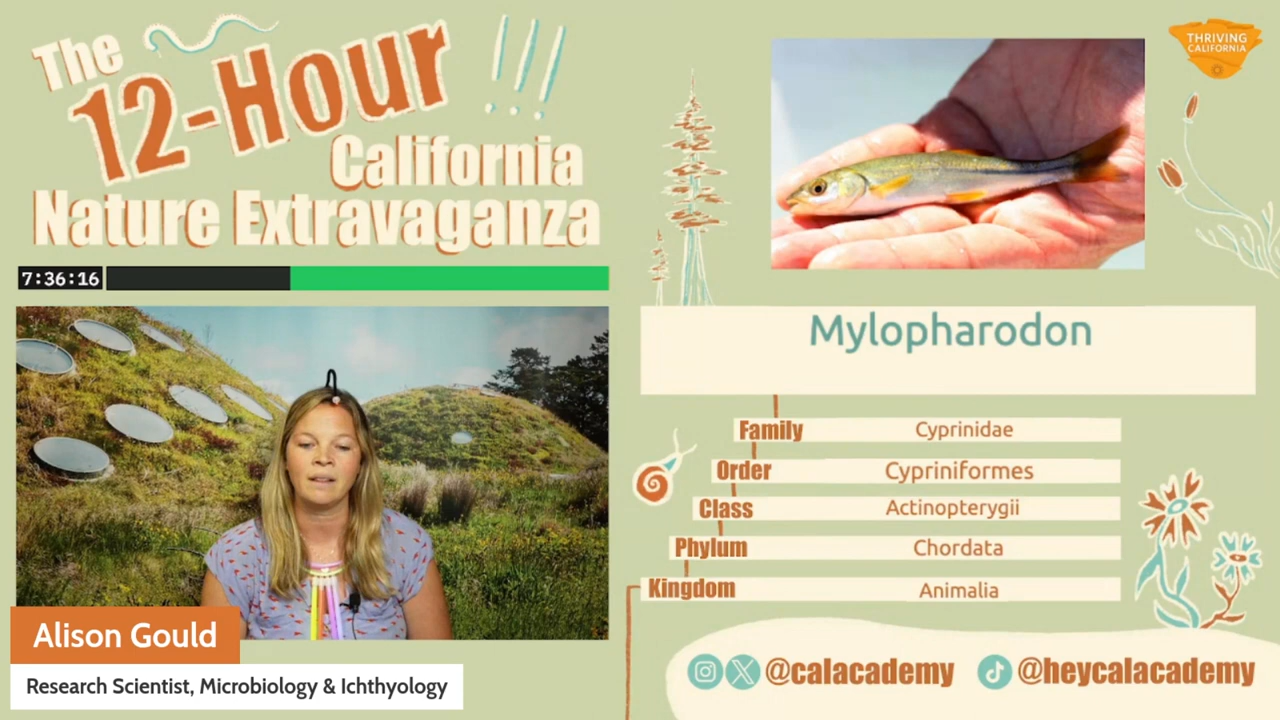 The
12-Hour
!!!
California
Nature Extravaganza
7:36:16
Alison Gould
Research Scientist, Microbiology & Ichthyology
THRIVING
CALIFORNIA
Mylopharodon
Family Cyprinidae
Order Cypriniformes
Class Actinopterygii
Phylum Chordata
Kingdom Animalia
@calacademy @heycalacademy